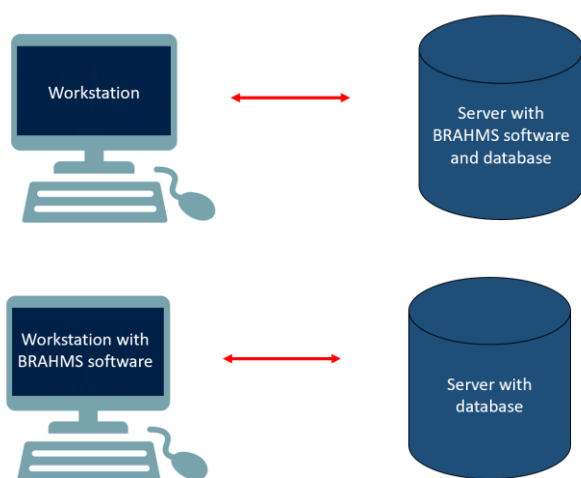 Workstation
Server with
BRAHMS software
and database
Workstation with
BRAHMS software
Server with
database